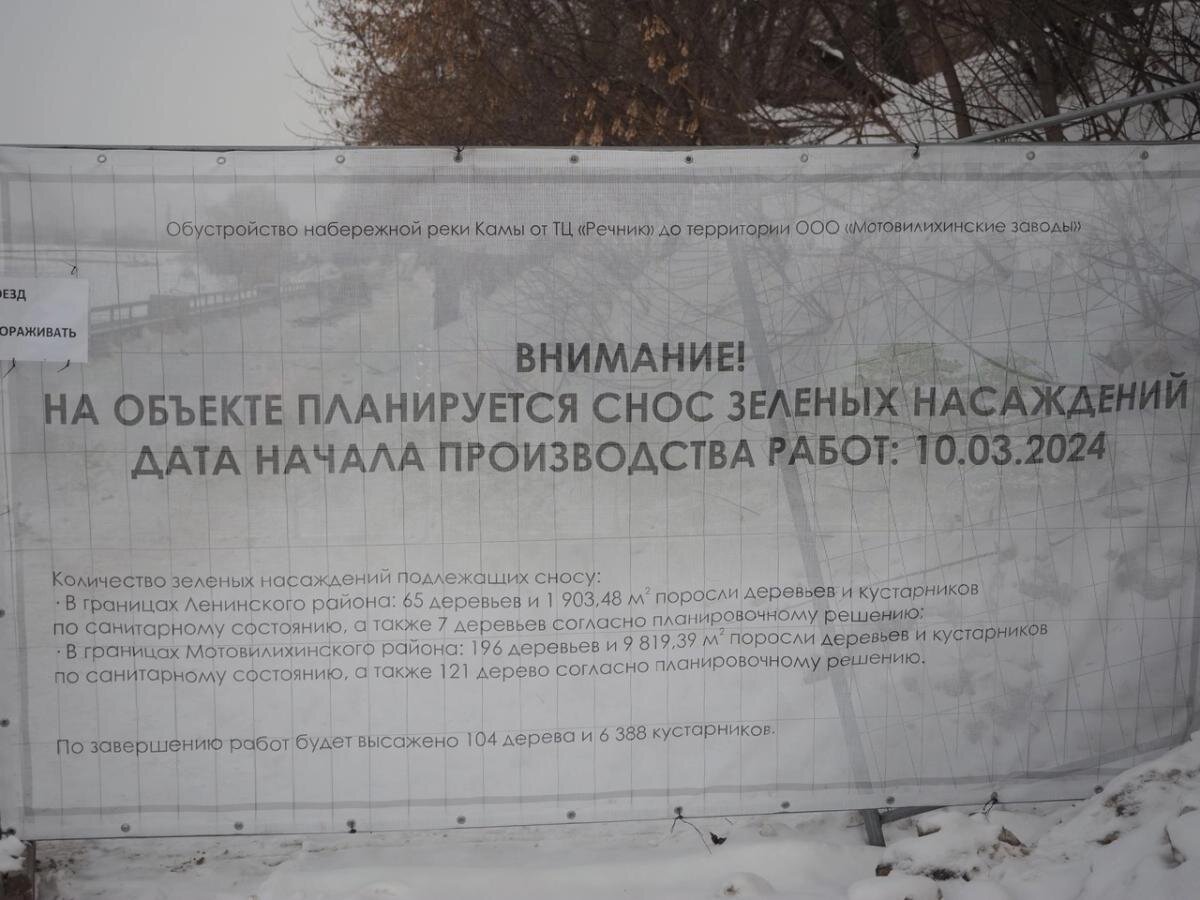 Обустройство набережной реки Камы от ТЦ «Речник» до территории ООО «Мотовилихинские заводы»
ВНИМАНИЕ!
НА ОБЪЕКТЕ ПЛАНИРУЕТСЯ СНОС ЗЕЛЕНЫХ НАСАЖДЕНИЙ
ДАТА НАЧАЛА ПРОИЗВОДСТВА РАБОТ: 10.03.2024
Количество зеленых насаждений подлежащих сносу:
· В границах Ленинского района: 65 деревьев и 1 903,48 м² поросли деревьев и кустарников
по санитарному состоянию, а также 7 деревьев согласно планировочному решению;
· В границах Мотовилихинского района: 196 деревьев и 9 819,39 м² поросли деревьев и кустарников
по санитарному состоянию, а также 121 дерево согласно планировочному решению.
По завершению работ будет высажено 104 дерева и 6 388 кустарников.